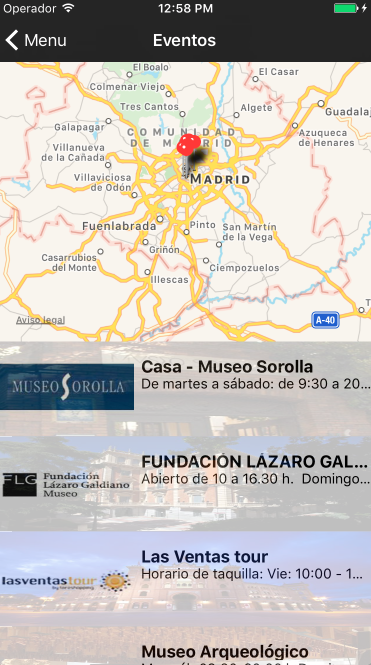 Operador 12:58 PM
Menu Eventos
El Boalo
El Casar
Colmenar Viejo
Tres Cantos
Algete
Guadala
Galapagar
COMUNIDAD
DE MADRID
Azuqueca
de Henares
Villanueva
de la Cañada
Villaviciosa
de Odón
MADRID
Fuenlabrada
Pinto
San Martín
de la Vega
Griñón
Casarrubios
del Monte
Ciempozuelos
Illescas
Aviso legal
A-40
T
MUSEO SOROLLA
Casa - Museo Sorolla
De martes a sábado: de 9:30 a 20...
FLG Fundación
Lázaro Galdiano
Museo
FUNDACIÓN LÁZARO GAL...
Abierto de 10 a 16.30 h. Domingo...
lasventastour
Las Ventas tour
Horario de taquilla: Vie: 10:00 - 1...
Museo Arqueológico